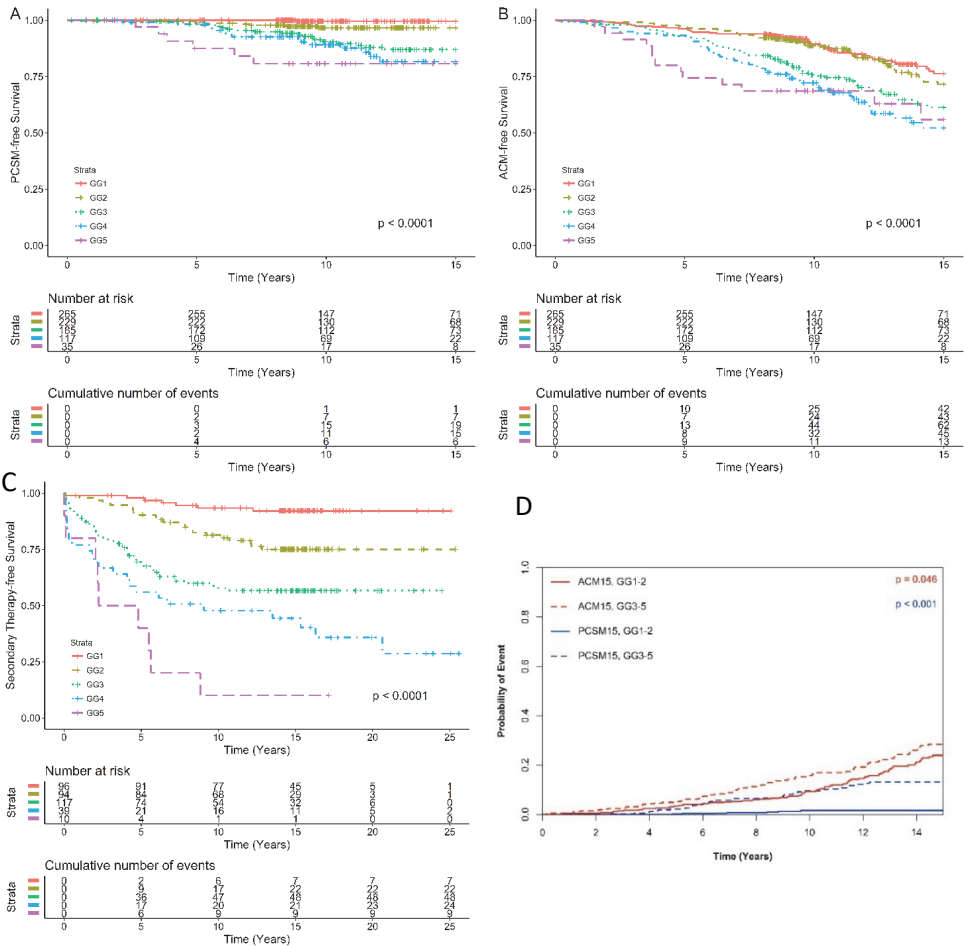 A
PCSM-free Survival
1.00
0.75
0.50
0.25
0.00
Strata
GG1
GG2
GG3
GG4
GG5
p < 0.0001
0 5 10 15
Time (Years)
Number at risk
Strata
265 255 147 71
229 222 130 68
185 172 112 73
117 109 69 22
35 26 17 8
0 5 10 15
Time (Years)
Cumulative number of events
Strata
0 0 1 1
0 2 7 7
0 3 15 19
0 2 11 15
0 4 6 6
0 5 10 15
Time (Years)
B
ACM-free Survival
1.00
0.75
0.50
0.25
0.00
Strata
GG1
GG2
GG3
GG4
GG5
p < 0.0001
0 5 10 15
Time (Years)
Number at risk
Strata
265 255 147 71
229 222 130 68
185 172 112 73
117 109 69 22
35 26 17 8
0 5 10 15
Time (Years)
Cumulative number of events
Strata
0 10 25 42
0 7 24 43
0 13 44 62
0 8 32 45
0 9 11 13
0 5 10 15
Time (Years)
C
Secondary Therapy-free Survival
1.00
0.75
0.50
0.25
0.00
Strata
GG1
GG2
GG3
GG4
GG5
p < 0.0001
0 5 10 15 20 25
Time (Years)
Number at risk
Strata
96 91 77 45 5 1
94 84 68 29 3 1
117 74 54 32 6 0
39 21 16 11 5 2
10 4 1 1 0 0
0 5 10 15 20 25
Time (Years)
Cumulative number of events
Strata
0 2 6 7 7 7
0 9 17 22 22 22
0 36 47 48 48 48
0 17 20 21 23 24
0 6 9 9 9 9
0 5 10 15 20 25
Time (Years)
D
Probability of Event
1.0
0.8
0.6
0.4
0.2
0.0
ACM15, GG1-2
ACM15, GG3-5
PCSM15, GG1-2
PCSM15, GG3-5
p = 0.046
p < 0.001
0 2 4 6 8 10 12 14
Time (Years)